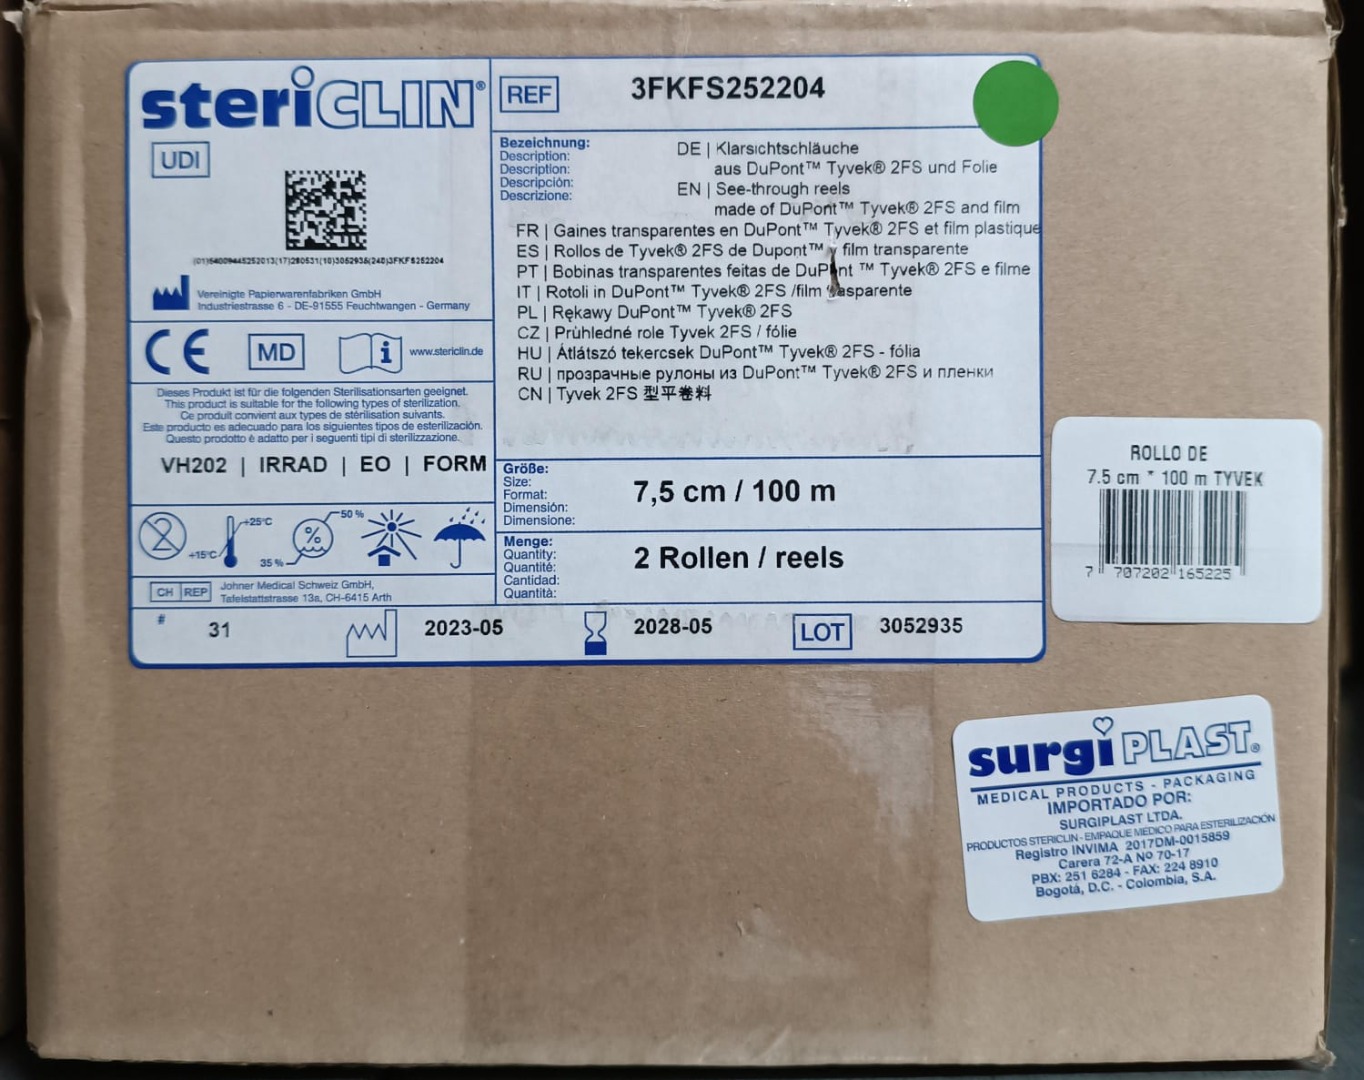 steriCLIN®
UDI
(01)54009445252013(17)280531(10)3052935(240)3FKFS252204
Vereinigte Papierwarenfabriken GmbH
Industriestrasse 6 - DE-91555 Feuchtwangen - Germany
CE MD www.stericlin.de
Dieses Produkt ist für die folgenden Sterilisationsarten geeignet.
This product is suitable for the following types of sterilization.
Ce produit convient aux types de stérilisation suivants.
Este producto es adecuado para los siguientes tipos de esterilización.
Questo prodotto è adatto per i seguenti tipi di sterilizzazione.
VH202 | IRRAD | EO | FORM
2 +15°C +25°C 35 % % 50 %
CH REP Johner Medical Schweiz GmbH,
Tafelstattstrasse 13a, CH-6415 Arth
REF 3FKFS252204
Bezeichnung:
Description:
Description:
Descripción:
Descrizione:
DE | Klarsichtschläuche
aus DuPont™ Tyvek® 2FS und Folie
EN | See-through reels
made of DuPont™ Tyvek® 2FS and film
FR | Gaines transparentes en DuPont™ Tyvek® 2FS et film plastique
ES | Rollos de Tyvek® 2FS de Dupont™ y film transparente
PT | Bobinas transparentes feitas de DuPont ™ Tyvek® 2FS e filme
IT | Rotoli in DuPont™ Tyvek® 2FS /film trasparente
PL | Rękawy DuPont™ Tyvek® 2FS
CZ | Průhledné role Tyvek 2FS / fólie
HU | Átlátszó tekercsek DuPont™ Tyvek® 2FS - fólia
RU | прозрачные рулоны из DuPont™ Tyvek® 2FS и пленки
CN | Tyvek 2FS 型平卷料
Größe:
Size:
Format:
Dimensión:
Dimensione:
7,5 cm / 100 m
Menge:
Quantity:
Quantité:
Cantidad:
Quantità:
2 Rollen / reels
# 31 2023-05 2028-05 LOT 3052935
ROLLO DE
7.5 cm * 100 m TYVEK
7 707202 165225
surgiPLAST®
MEDICAL PRODUCTS - PACKAGING
IMPORTADO POR:
SURGIPLAST LTDA.
PRODUCTOS STERICLIN - EMPAQUE MEDICO PARA ESTERILIZACIÓN
Registro INVIMA 2017DM-0015859
Carera 72-A Nº 70-17
PBX: 251 6284 - FAX: 224 8910
Bogotá, D.C. - Colombia, S.A.